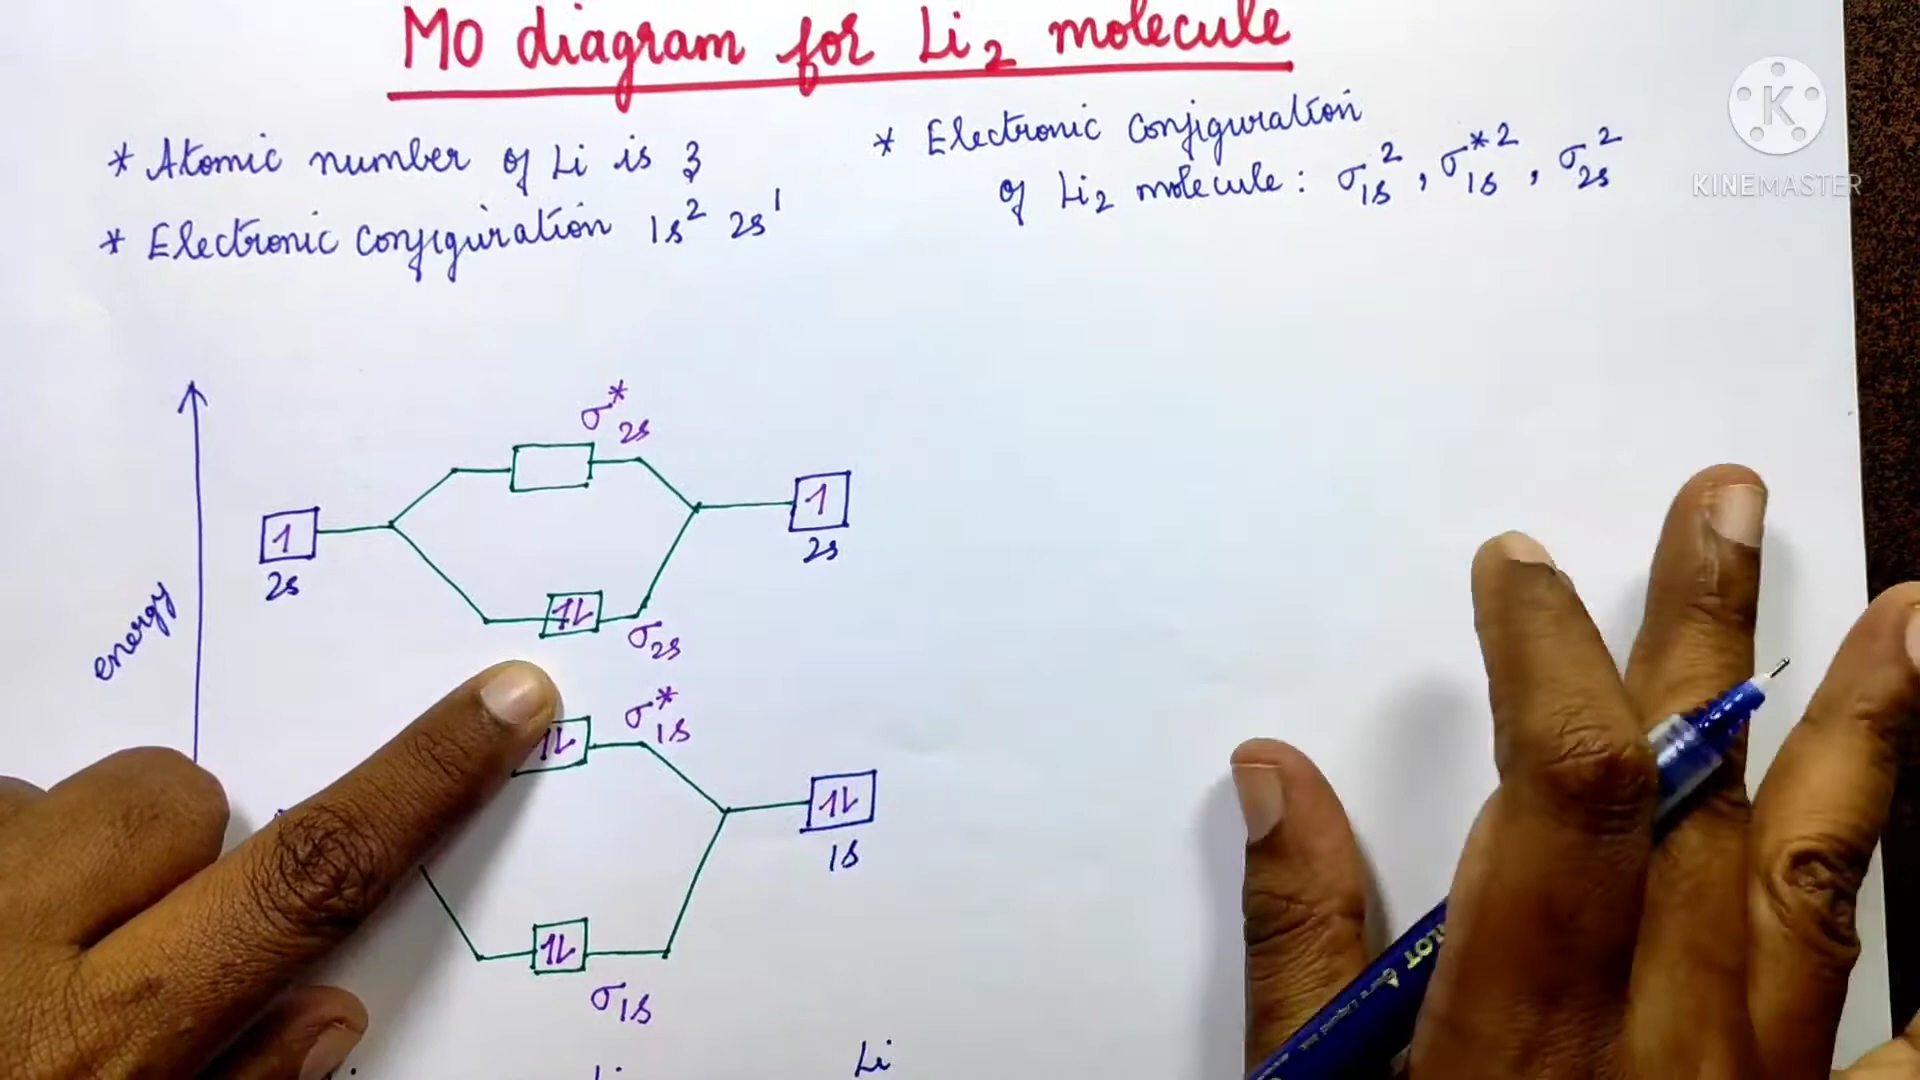 MO diagram for Li₂ molecule
* Atomic number of Li is 3
* Electronic configuration 1s² 2s¹
* Electronic configuration
of Li₂ molecule: σ1s², σ*1s², σ2s²
K
KINEMASTER
σ*2s
1
2s
1
2s
1L
σ2s
energy
σ*1s
1L
1L
1s
1L
σ1s
Li
PILOT